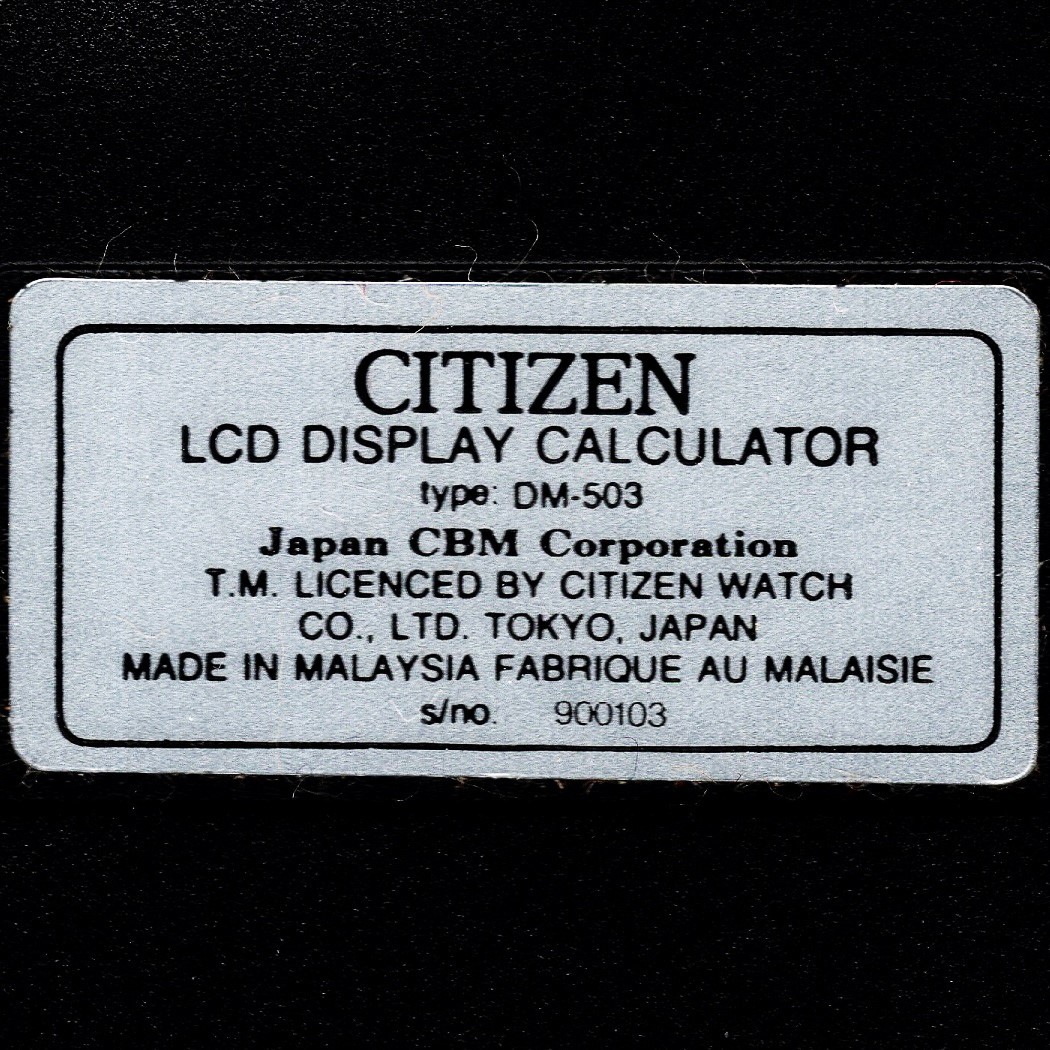 CITIZEN
LCD DISPLAY CALCULATOR
type: DM-503
Japan CBM Corporation
T.M. LICENCED BY CITIZEN WATCH
CO., LTD. TOKYO, JAPAN
MADE IN MALAYSIA FABRIQUE AU MALAISIE
s/no. 900103